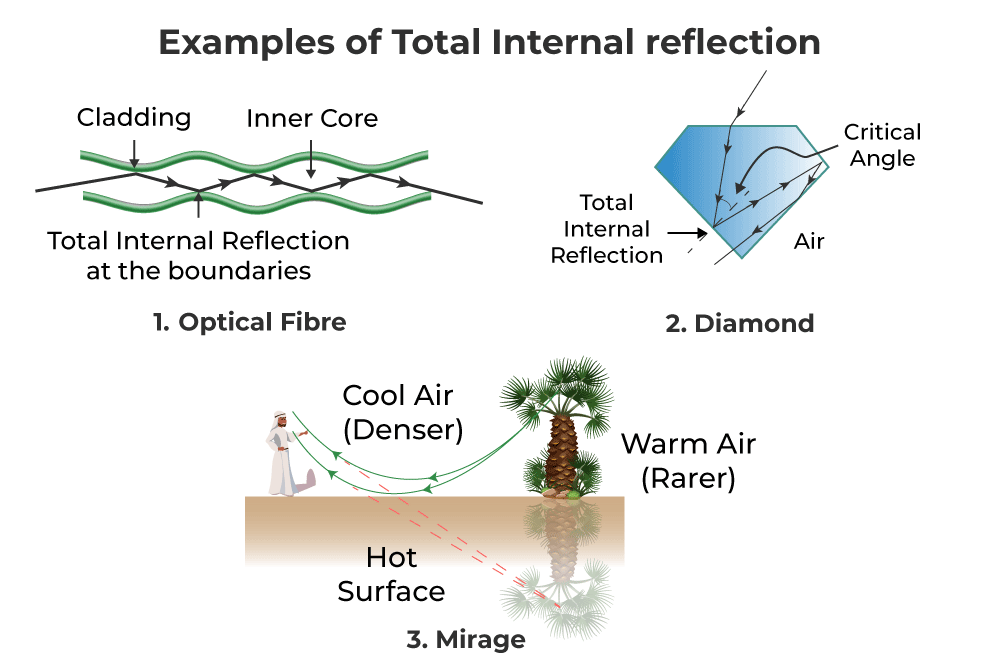 Examples of Total Internal reflection
Cladding
Inner Core
Total Internal Reflection
at the boundaries
1. Optical Fibre
Critical
Angle
Total
Internal
Reflection
Air
2. Diamond
Cool Air
(Denser)
Warm Air
(Rarer)
Hot
Surface
3. Mirage